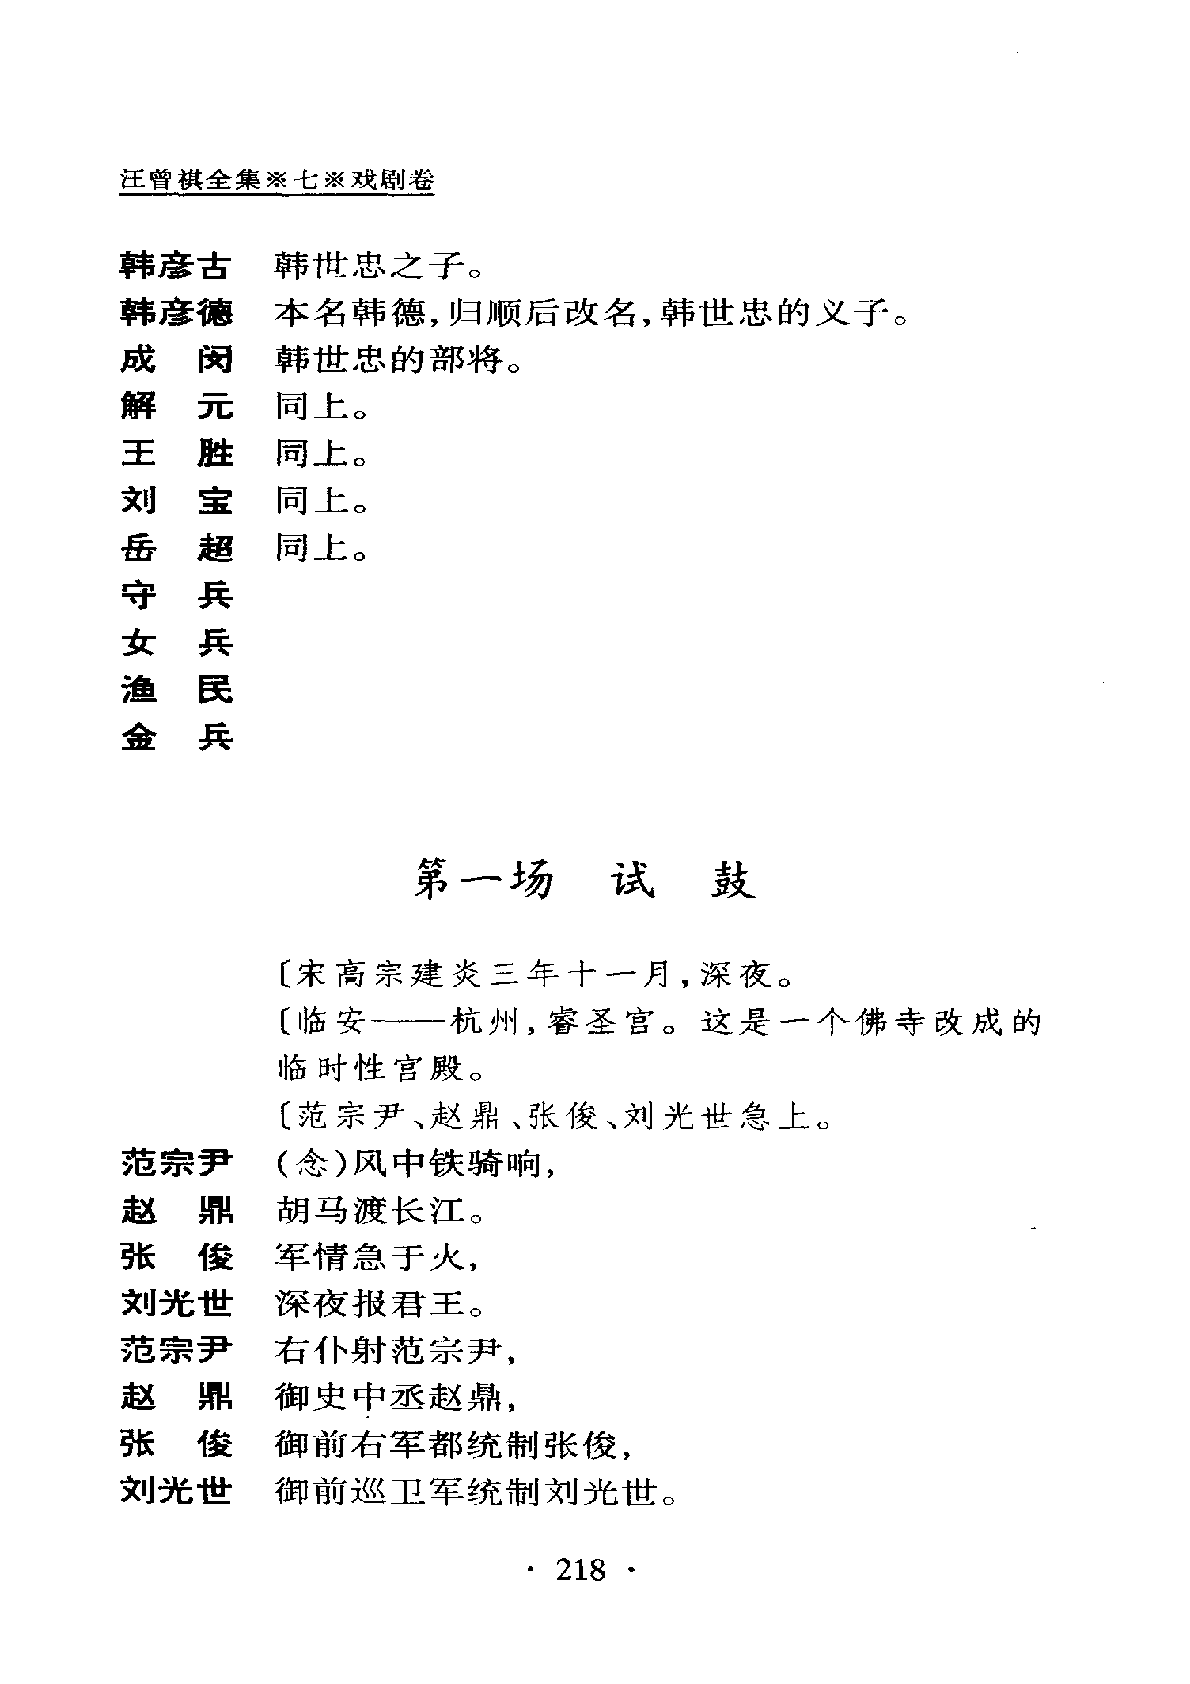 汪曾祺全集※七※戏剧卷
韩彦古 韩世忠之子。
韩彦德 本名韩德,归顺后改名,韩世忠的义子。
成 闵 韩世忠的部将。
解 元 同上。
王 胜 同上。
刘 宝 同上。
岳 超 同上。
守 兵
女 兵
渔 民
金 兵
第一场 试 鼓
〔宋高宗建炎三年十一月,深夜。
〔临安——杭州,睿圣宫。这是一个佛寺改成的
临时性宫殿。
〔范宗尹、赵鼎、张俊、刘光世急上。
范宗尹 (念)风中铁骑响,
赵 鼎 胡马渡长江。
张 俊 军情急于火,
刘光世 深夜报君王。
范宗尹 右仆射范宗尹,
赵 鼎 御史中丞赵鼎,
张 俊 御前右军都统制张俊,
刘光世 御前巡卫军统制刘光世。
· 218 ·